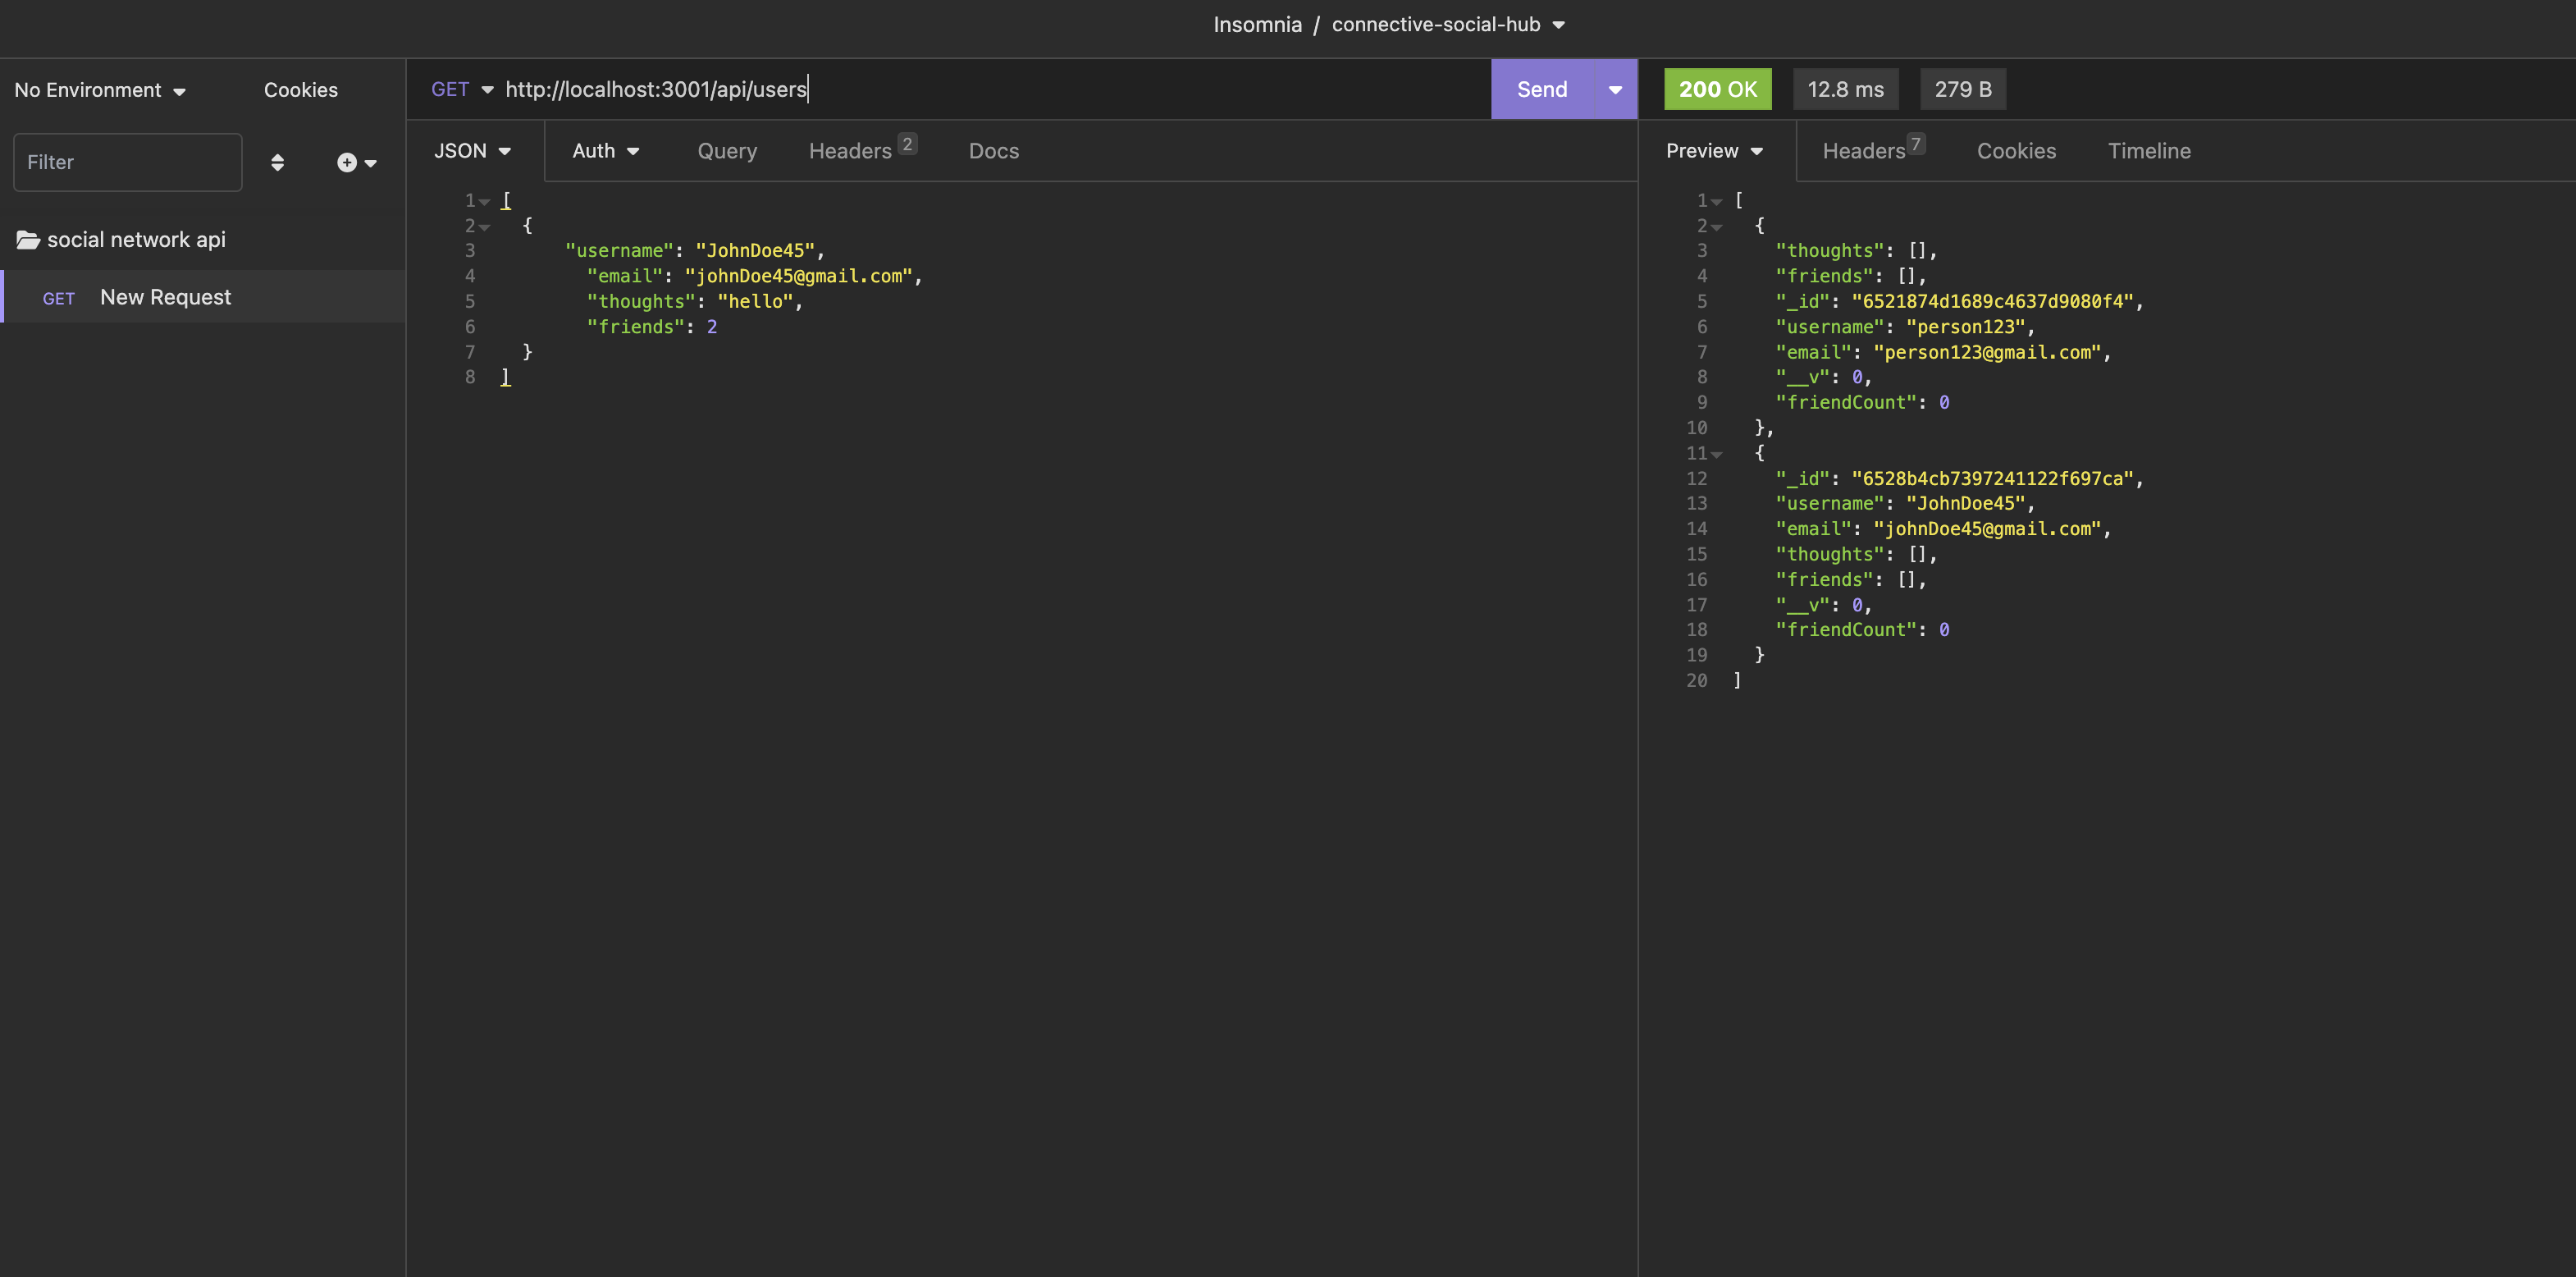 Insomnia / connective-social-hub
No Environment
Cookies
GET http://localhost:3001/api/users
Send
200 OK
12.8 ms
279 B
Filter
JSON
Auth
Query
Headers 2
Docs
Preview
Headers 7
Cookies
Timeline
social network api
GET New Request
1 [
2 {
3 "username": "JohnDoe45",
4 "email": "johnDoe45@gmail.com",
5 "thoughts": "hello",
6 "friends": 2
7 }
8 ]
1 [
2 {
3 "thoughts": [],
4 "friends": [],
5 "_id": "6521874d1689c4637d9080f4",
6 "username": "person123",
7 "email": "person123@gmail.com",
8 "__v": 0,
9 "friendCount": 0
10 },
11 {
12 "_id": "6528b4cb7397241122f697ca",
13 "username": "JohnDoe45",
14 "email": "johnDoe45@gmail.com",
15 "thoughts": [],
16 "friends": [],
17 "__v": 0,
18 "friendCount": 0
19 }
20 ]